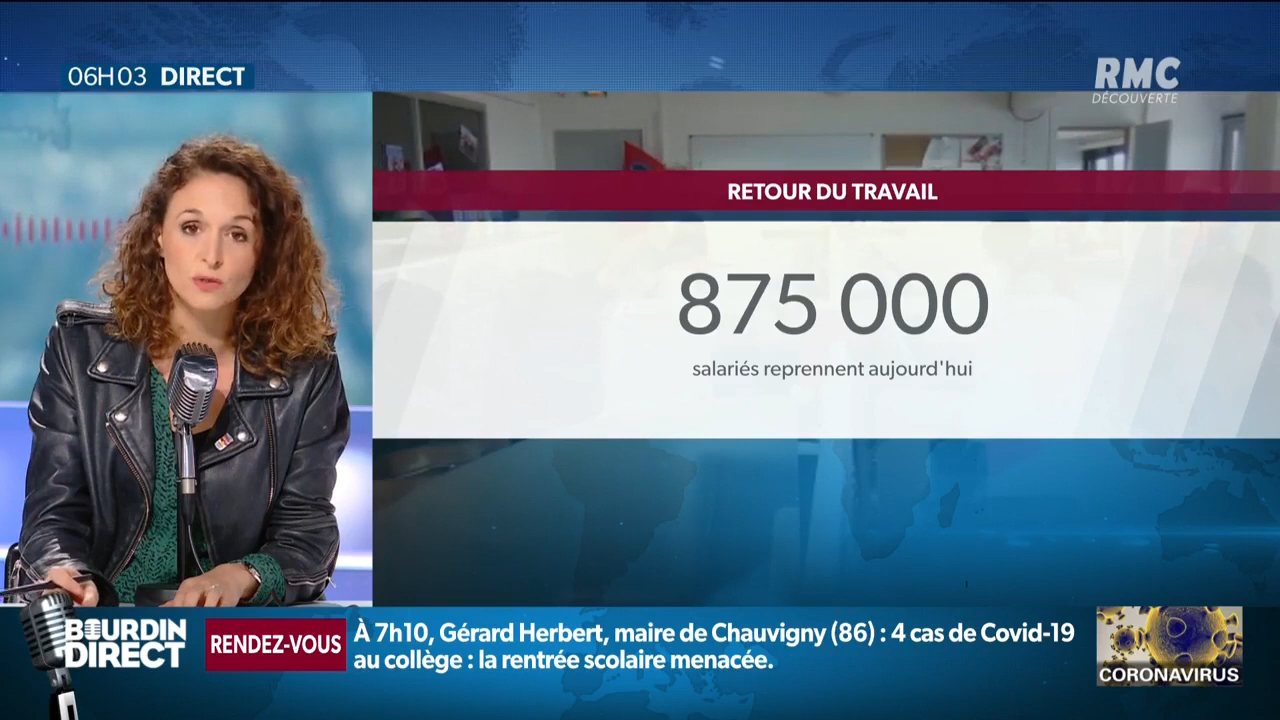 06H03 DIRECT
RMC
DÉCOUVERTE
RETOUR DU TRAVAIL
875 000
salariés reprennent aujourd'hui
BOURDIN
DIRECT
RENDEZ-VOUS
À 7h10, Gérard Herbert, maire de Chauvigny (86) : 4 cas de Covid-19
au collège : la rentrée scolaire menacée.
CORONAVIRUS